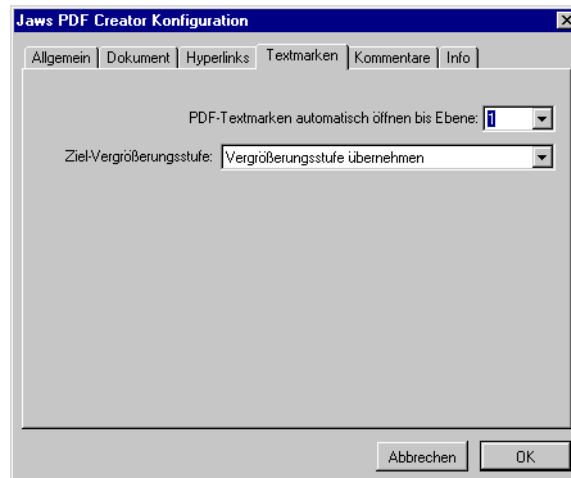 Jaws PDF Creator Konfiguration
Allgemein Dokument Hyperlinks Textmarken Kommentare Info
PDF-Textmarken automatisch öffnen bis Ebene: 1
Ziel-Vergrößerungsstufe: Vergrößerungsstufe übernehmen
Abbrechen OK